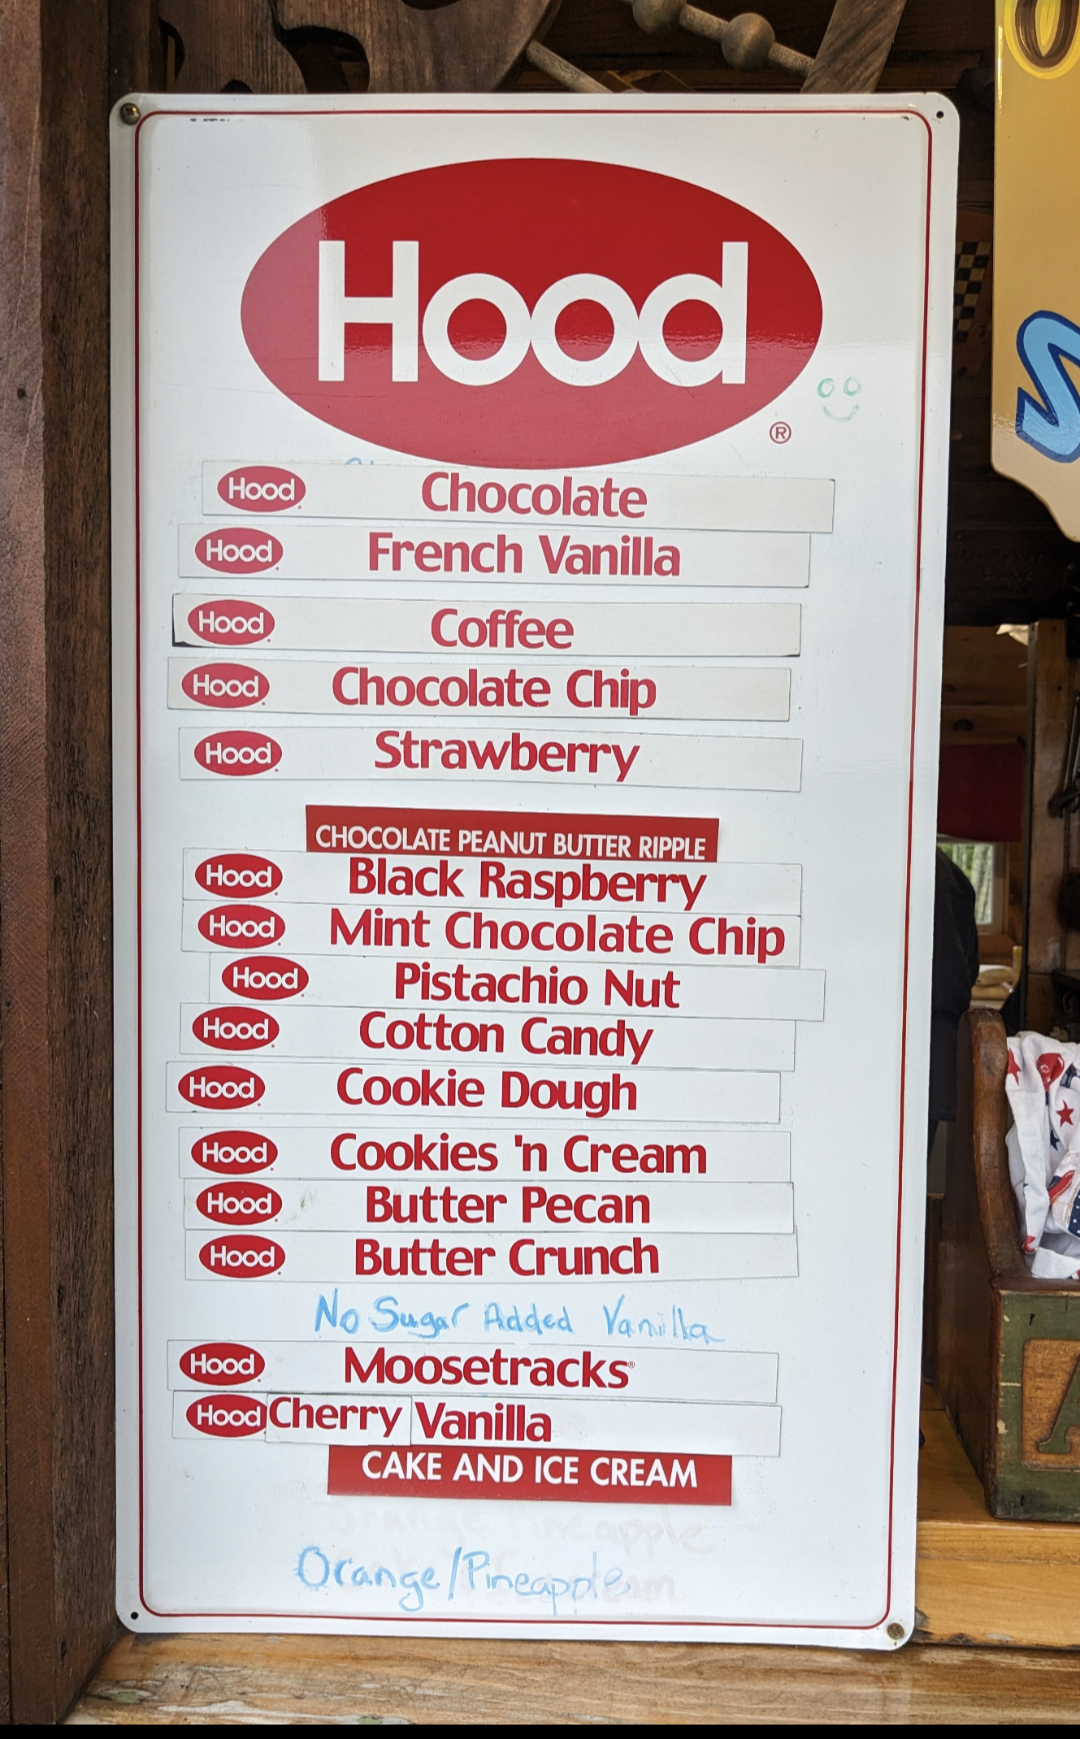 Hood
®
Hood Chocolate
Hood French Vanilla
Hood Coffee
Hood Chocolate Chip
Hood Strawberry
CHOCOLATE PEANUT BUTTER RIPPLE
Hood Black Raspberry
Hood Mint Chocolate Chip
Hood Pistachio Nut
Hood Cotton Candy
Hood Cookie Dough
Hood Cookies 'n Cream
Hood Butter Pecan
Hood Butter Crunch
No Sugar Added Vanilla
Hood Moosetracks®
Hood Cherry Vanilla
CAKE AND ICE CREAM
Orange Pineapple
Orange/Pineapple